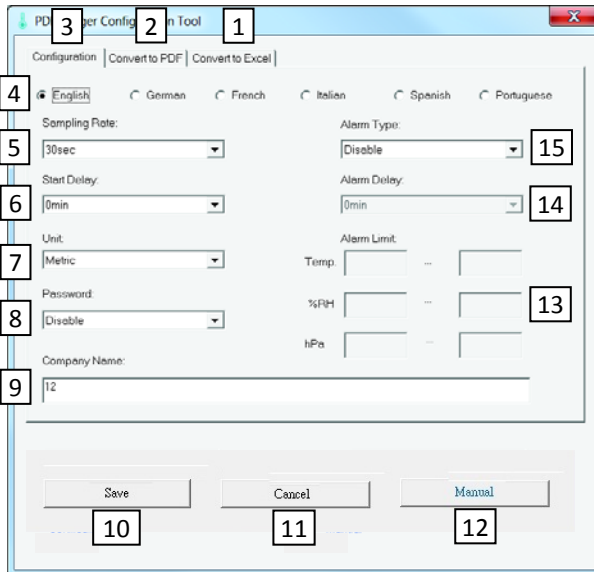 PD
3
ger Config
2
n Tool
1
Configuration Convert to PDF Convert to Excel
4 English German French Italian Spanish Portuguese
Sampling Rate: Alarm Type:
5 30sec Disable 15
Start Delay: Alarm Delay:
6 0min 0min 14
Unit: Alarm Limit:
7 Metric Temp. ...
Password: %RH ... 13
8 Disable
hPa ...
Company Name:
9 12
Save Cancel Manual
10 11 12